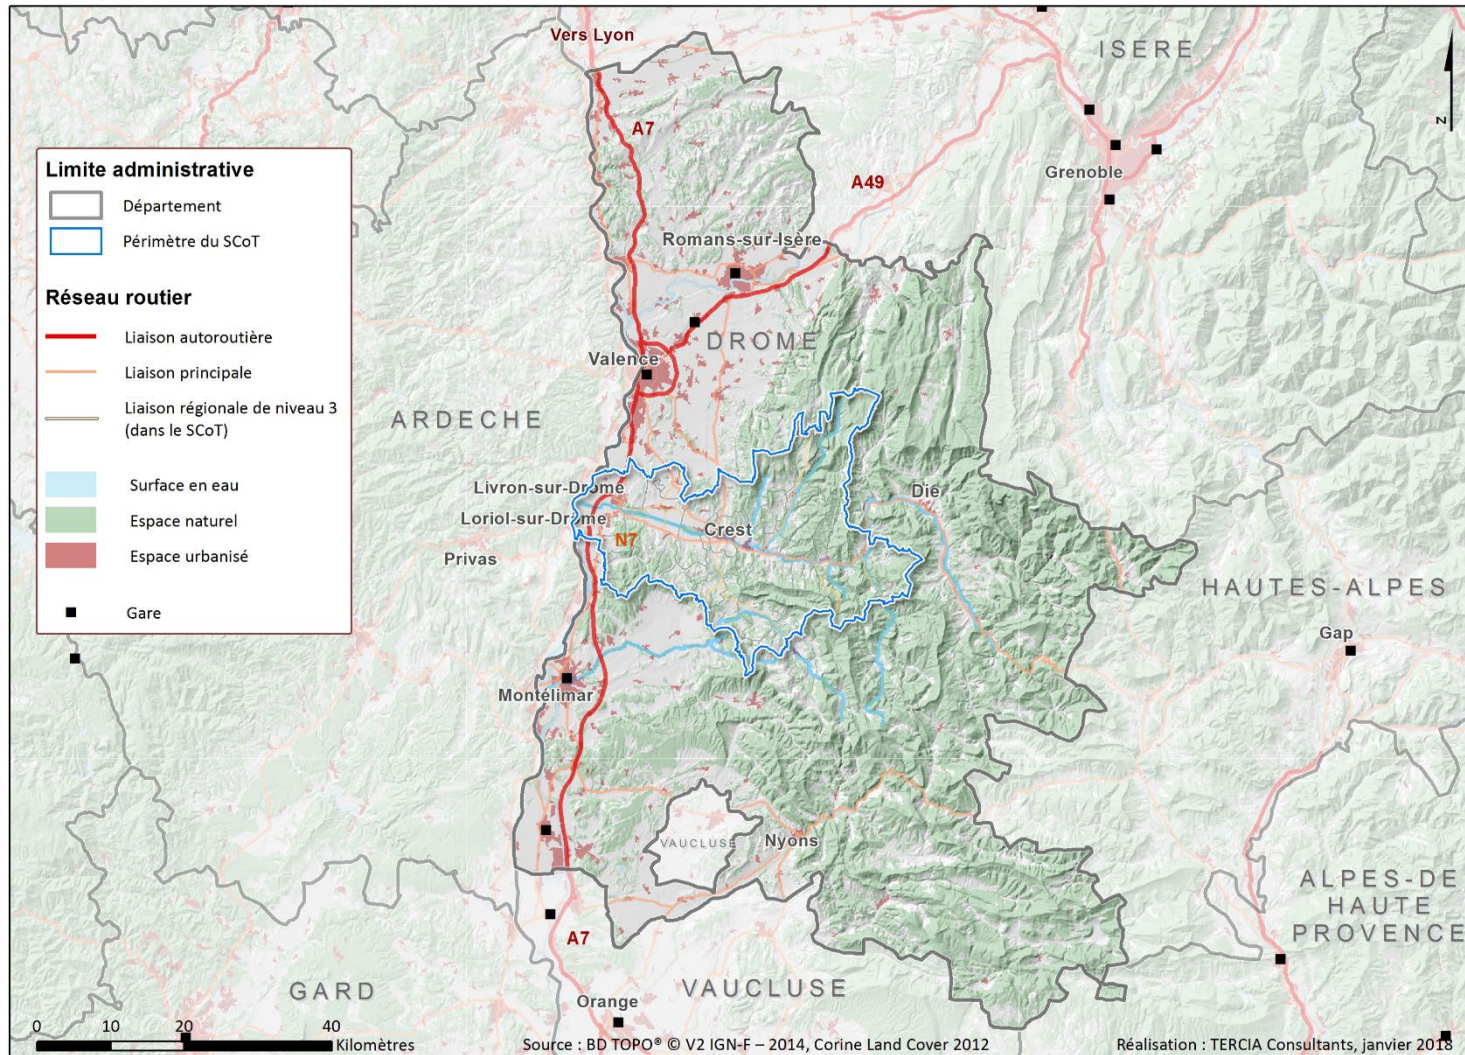 Vers Lyon
ISERE
N
A7
Limite administrative
Département
Périmètre du SCoT
Réseau routier
Liaison autoroutière
Liaison principale
Liaison régionale de niveau 3
(dans le SCoT)
Surface en eau
Espace naturel
Espace urbanisé
Gare
Grenoble
A49
Romans-sur-Isère
DROME
Valence
ARDECHE
Livron-sur-Drôme
Loriol-sur-Drôme
Die
Crest
N7
Privas
HAUTES-ALPES
Gap
Montélimar
VAUCLUSE
Nyons
ALPES-DE
HAUTE
PROVENCE
A7
GARD
VAUCLUSE
Orange
0 10 20 40
Kilomètres
Source : BD TOPO® © V2 IGN-F – 2014, Corine Land Cover 2012
Réalisation : TERCIA Consultants, janvier 2018